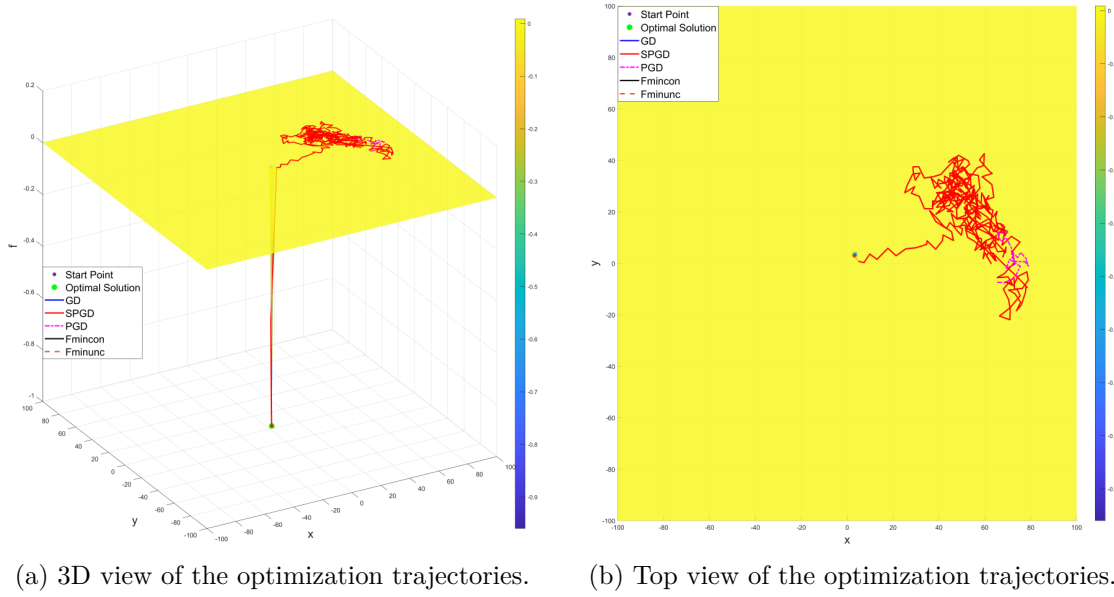 0.2
0
-0.2
-0.4
-0.6
-0.8
-1
f
100
80
60
40
20
0
-20
-40
-60
-80
-100
y
-100
-80
-60
-40
-20
0
20
40
60
80
100
x
Start Point
Optimal Solution
GD
SPGD
PGD
Fmincon
Fminunc
0
-0.1
-0.2
-0.3
-0.4
-0.5
-0.6
-0.7
-0.8
-0.9
(a) 3D view of the optimization trajectories.
100
80
60
40
20
0
-20
-40
-60
-80
-100
y
-100
-80
-60
-40
-20
0
20
40
60
80
100
x
Start Point
Optimal Solution
GD
SPGD
PGD
Fmincon
Fminunc
0
(b) Top view of the optimization trajectories.